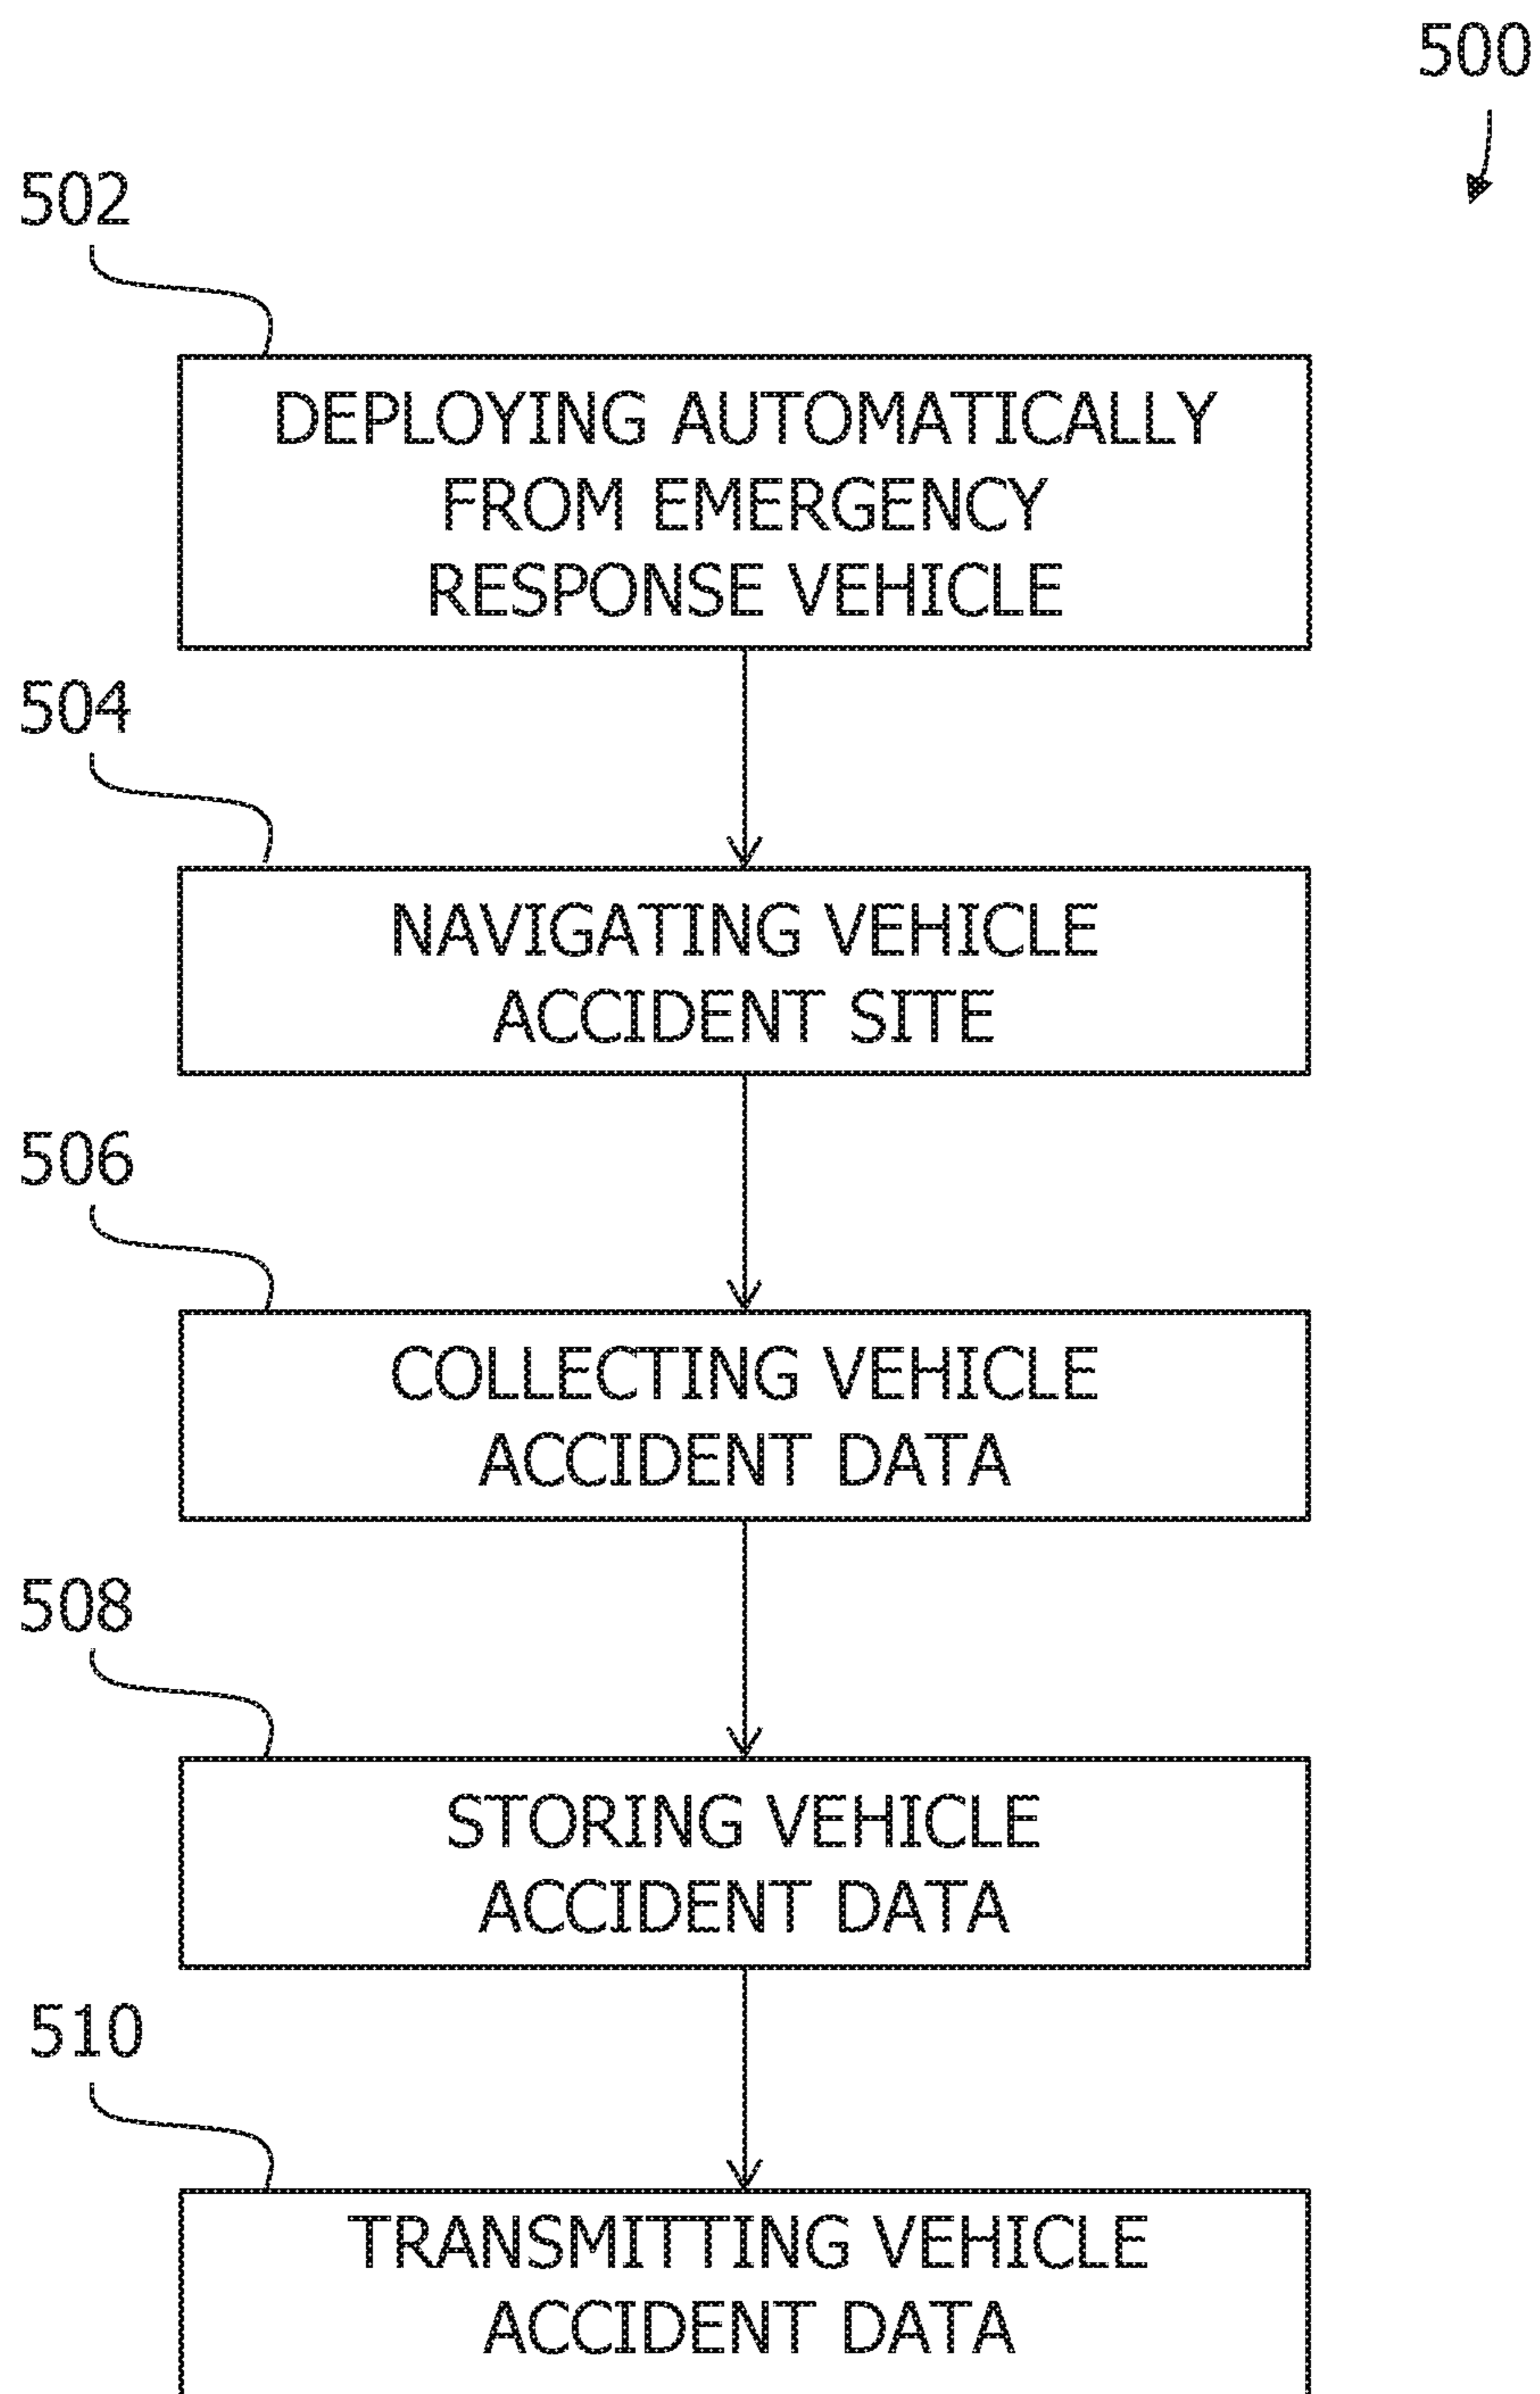 500
502
DEPLOYING AUTOMATICALLY
FROM EMERGENCY
RESPONSE VEHICLE
504
NAVIGATING VEHICLE
ACCIDENT SITE
506
COLLECTING VEHICLE
ACCIDENT DATA
508
STORING VEHICLE
ACCIDENT DATA
510
TRANSMITTING VEHICLE
ACCIDENT DATA